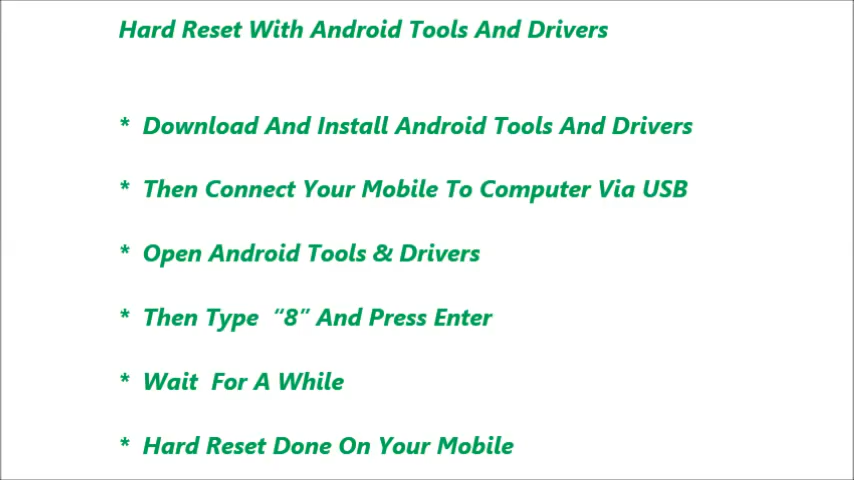 Hard Reset With Android Tools And Drivers
* Download And Install Android Tools And Drivers
* Then Connect Your Mobile To Computer Via USB
* Open Android Tools & Drivers
* Then Type “8” And Press Enter
* Wait For A While
* Hard Reset Done On Your Mobile